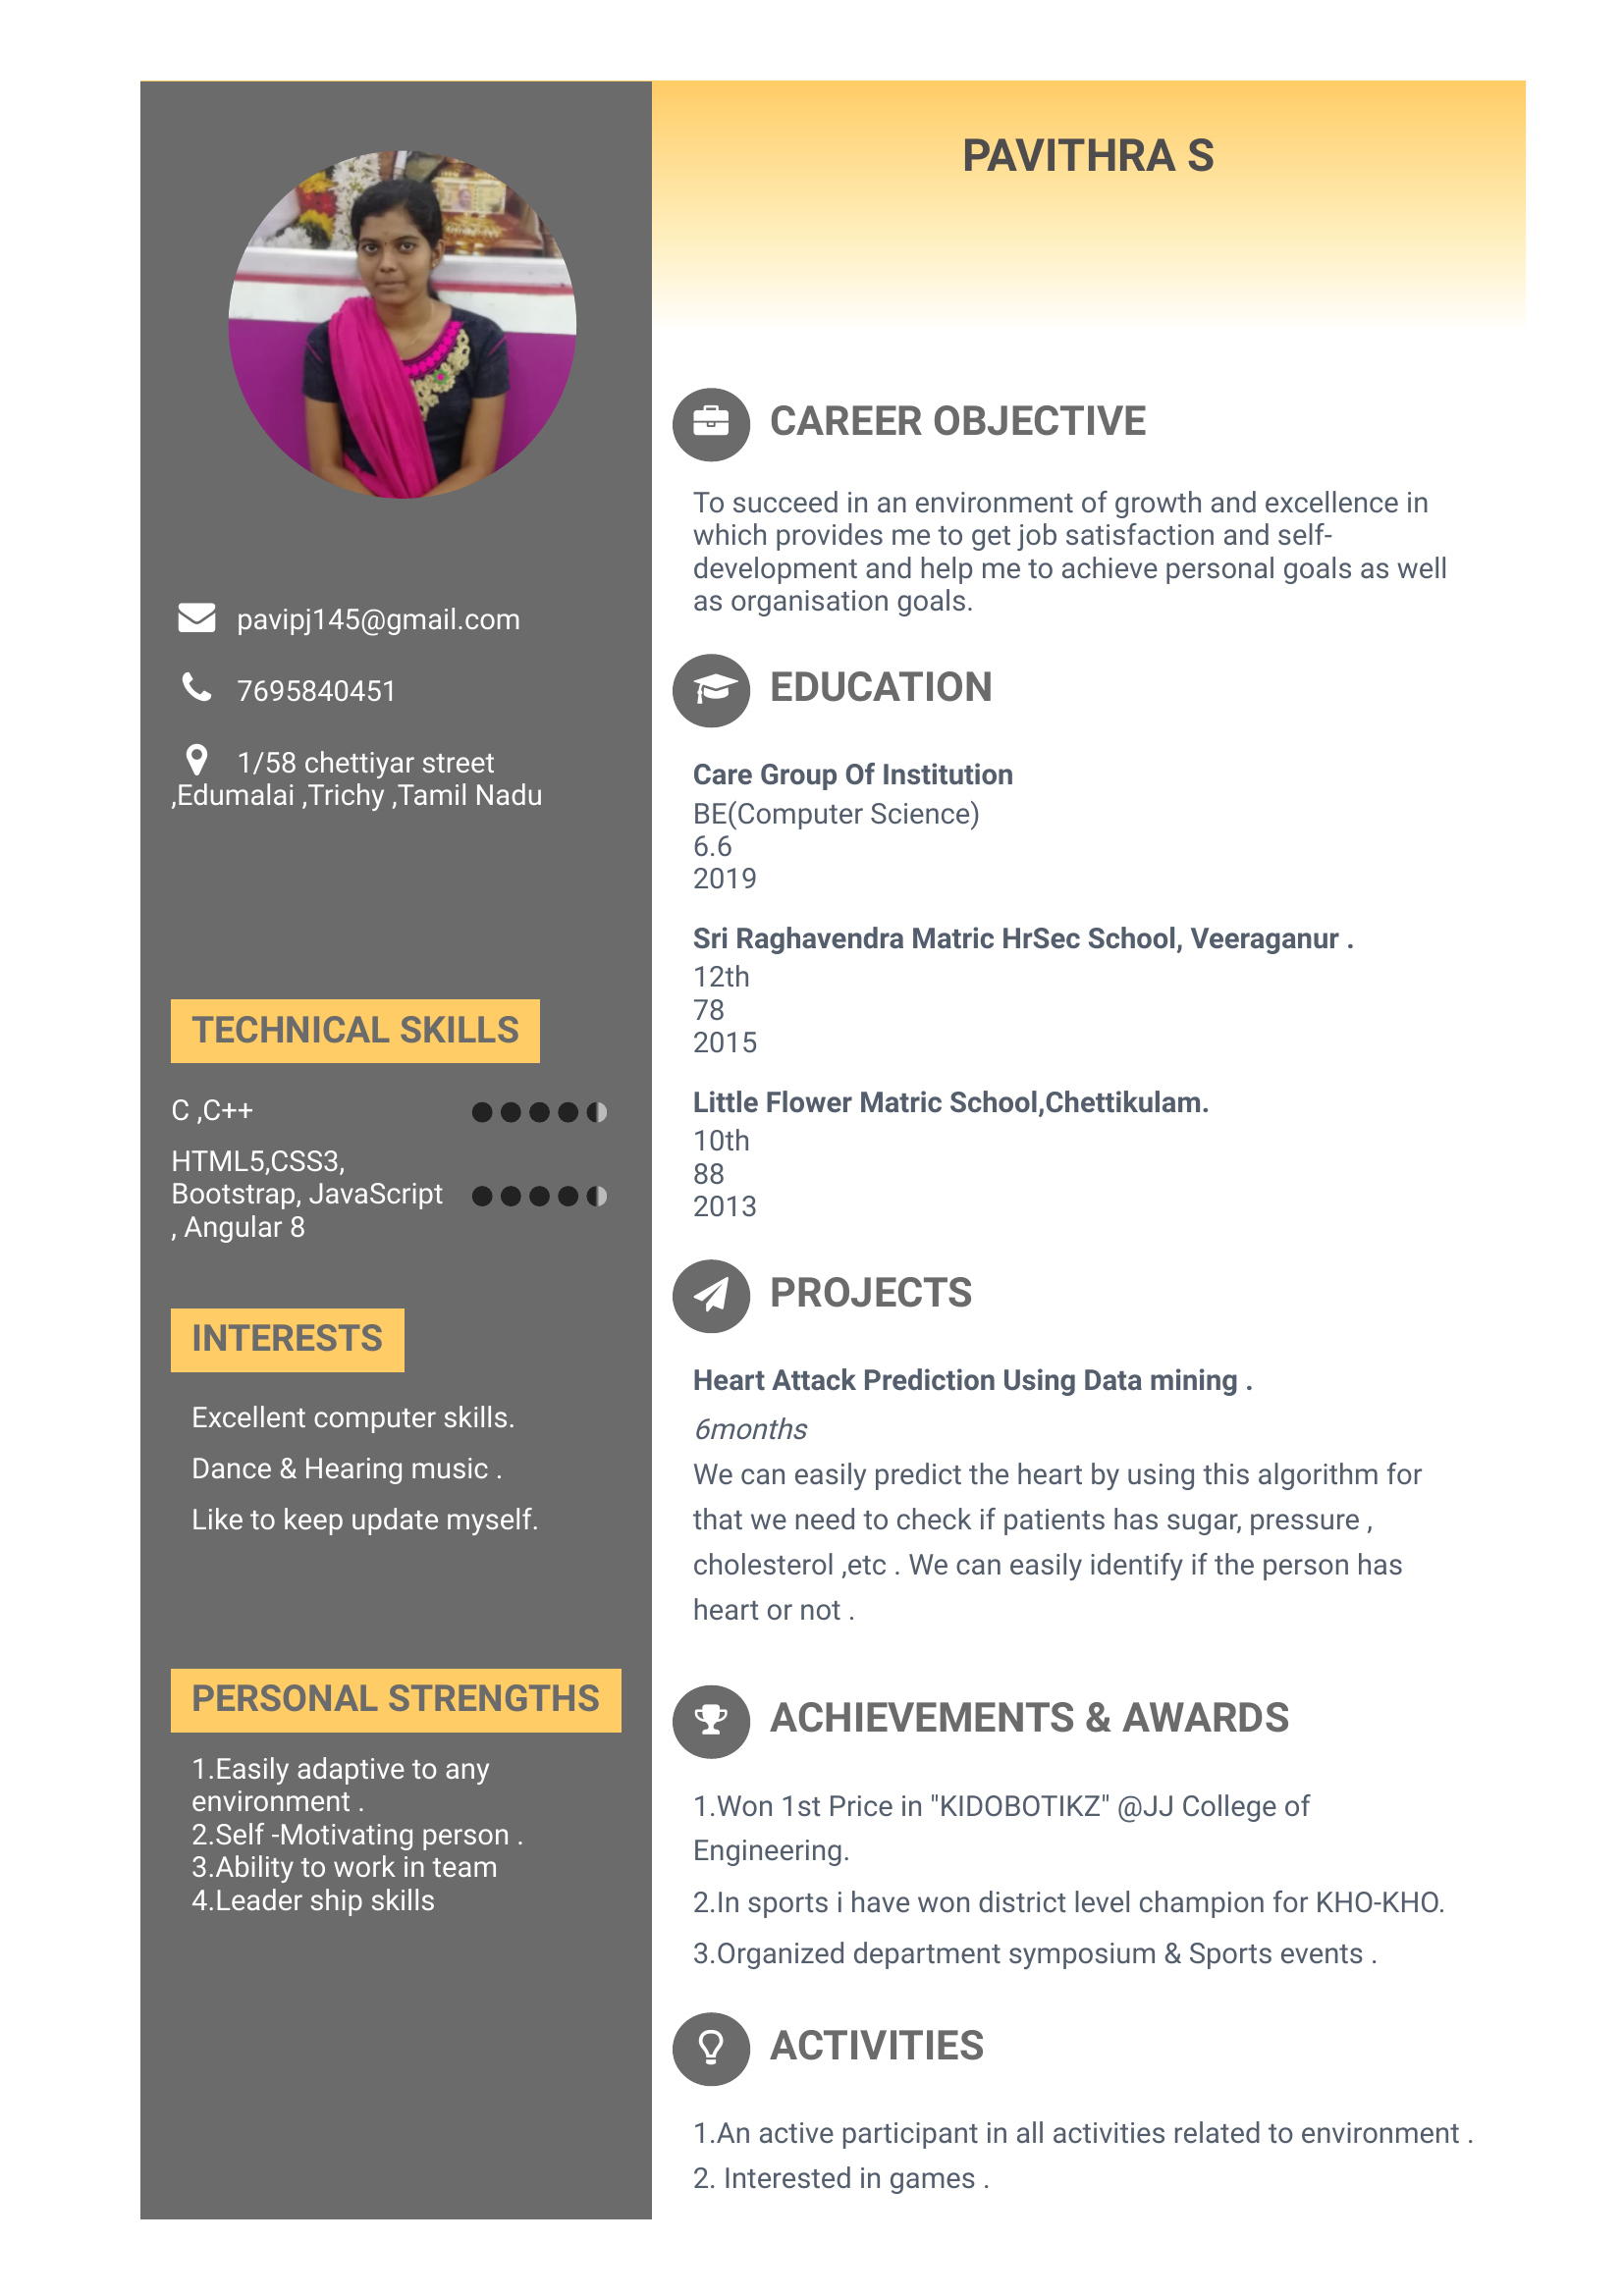 PAVITHRA S
pavipj145@gmail.com
7695840451
1/58 chettiyar street
,Edumalai ,Trichy ,Tamil Nadu
TECHNICAL SKILLS
C ,C++
HTML5,CSS3,
Bootstrap, JavaScript
, Angular 8
INTERESTS
Excellent computer skills.
Dance & Hearing music .
Like to keep update myself.
PERSONAL STRENGTHS
1.Easily adaptive to any
environment .
2.Self -Motivating person .
3.Ability to work in team
4.Leader ship skills
CAREER OBJECTIVE
To succeed in an environment of growth and excellence in
which provides me to get job satisfaction and self-
development and help me to achieve personal goals as well
as organisation goals.
EDUCATION
Care Group Of Institution
BE(Computer Science)
6.6
2019
Sri Raghavendra Matric HrSec School, Veeraganur .
12th
78
2015
Little Flower Matric School,Chettikulam.
10th
88
2013
PROJECTS
Heart Attack Prediction Using Data mining .
6months
We can easily predict the heart by using this algorithm for
that we need to check if patients has sugar, pressure ,
cholesterol ,etc . We can easily identify if the person has
heart or not .
ACHIEVEMENTS & AWARDS
1.Won 1st Price in "KIDOBOTIKZ" @JJ College of
Engineering.
2.In sports i have won district level champion for KHO-KHO.
3.Organized department symposium & Sports events .
ACTIVITIES
1.An active participant in all activities related to environment .
2. Interested in games .